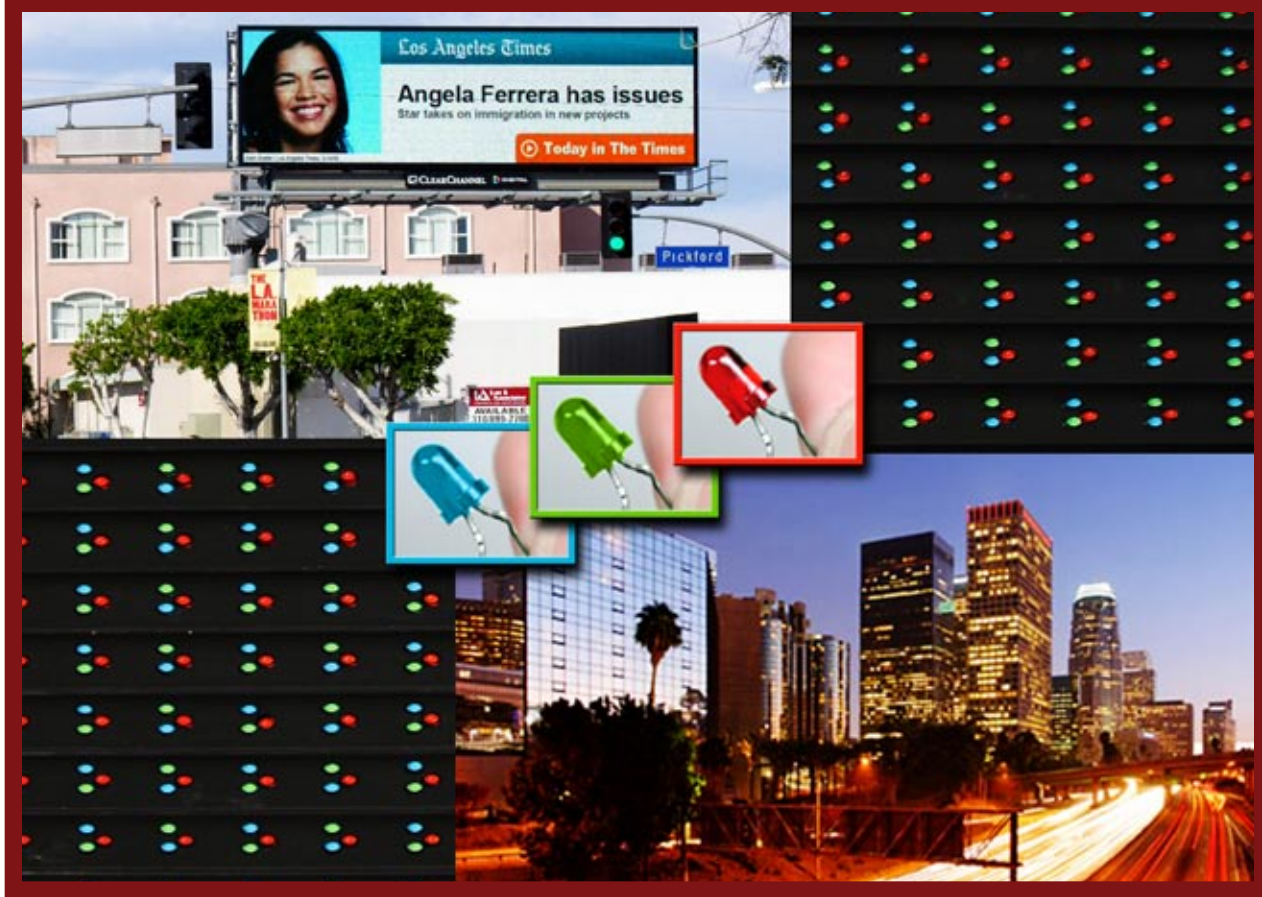 Los Angeles Times
Angela Ferrera has issues
Star takes on immigration in new projects
Today in The Times
CLEARCHANNEL
Pickford
THE
L.A.
MARA
THON
AVAILABLE